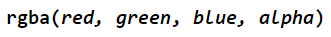 rgba(red, green, blue, alpha)